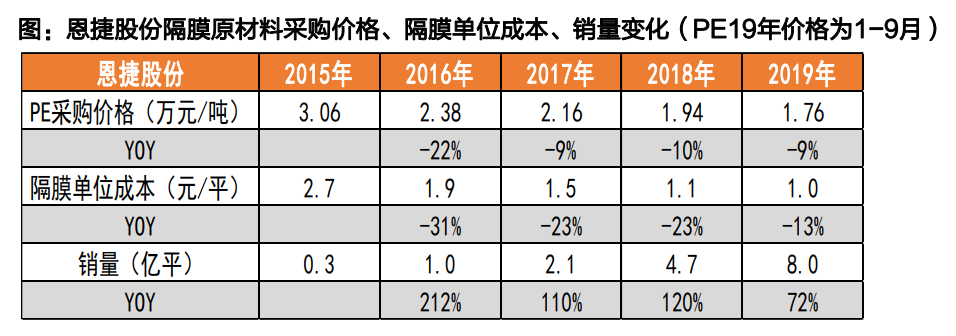 图：恩捷股份隔膜原材料采购价格、隔膜单位成本、销量变化（PE19年价格为1-9月）
恩捷股份 2015年 2016年 2017年 2018年 2019年
PE采购价格（万元/吨） 3.06 2.38 2.16 1.94 1.76
YOY -22% -9% -10% -9%
隔膜单位成本（元/平） 2.7 1.9 1.5 1.1 1.0
YOY -31% -23% -23% -13%
销量（亿平） 0.3 1.0 2.1 4.7 8.0
YOY 212% 110% 120% 72%